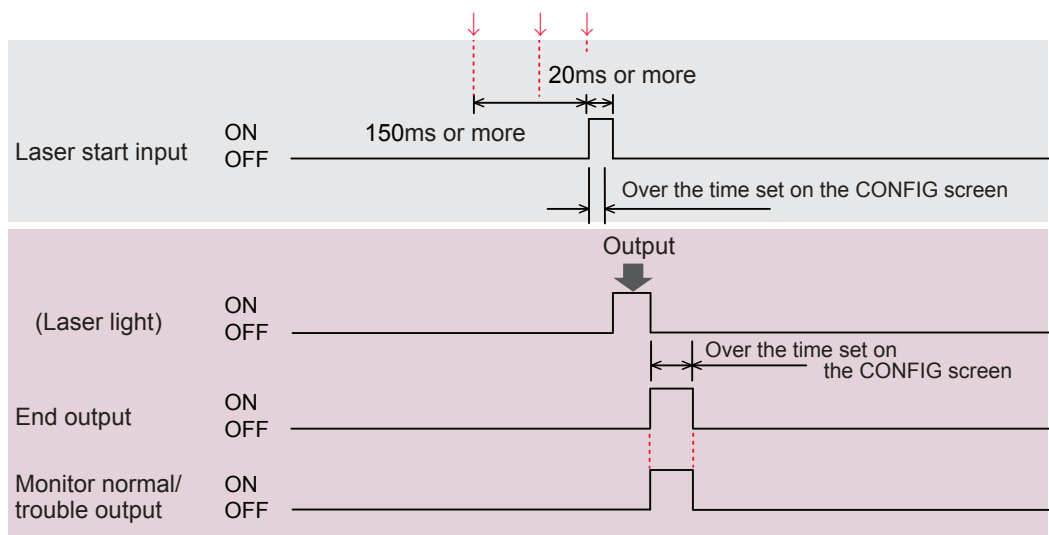 20ms or more
150ms or more
Laser start input
ON
OFF
Over the time set on the CONFIG screen
Output
(Laser light)
ON
OFF
Over the time set on
the CONFIG screen
End output
ON
OFF
Monitor normal/
trouble output
ON
OFF